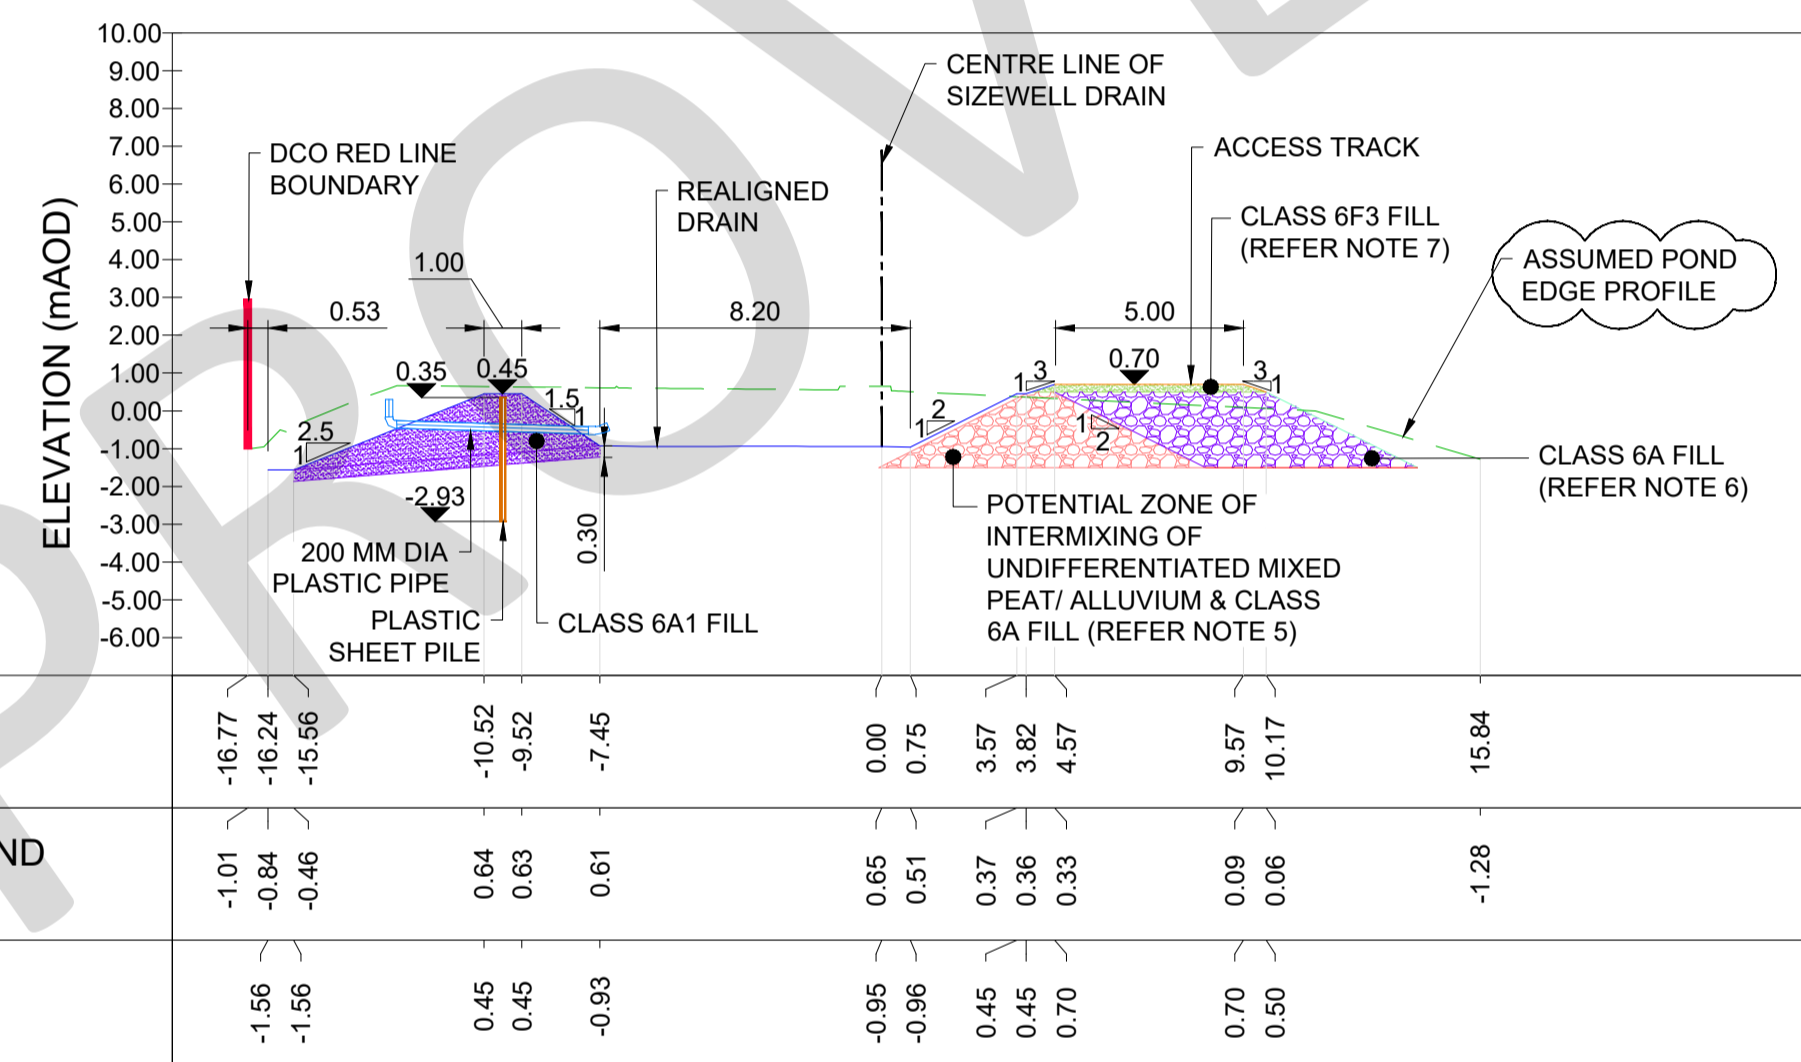 10.00
9.00
8.00
7.00
6.00
5.00
4.00
3.00
2.00
1.00
0.00
-1.00
-2.00
-3.00
-4.00
-5.00
-6.00
ELEVATION (mAOD)
DCO RED LINE
BOUNDARY
1.00
0.53
REALIGNED
DRAIN
8.20
CENTRE LINE OF
SIZEWELL DRAIN
ACCESS TRACK
CLASS 6F3 FILL
(REFER NOTE 7)
ASSUMED POND
EDGE PROFILE
5.00
0.35
0.45
0.70
2.5
1
1.5
1
2
1
3
1
1
2
3
1
-2.93
0.30
200 MM DIA
PLASTIC PIPE
PLASTIC
SHEET PILE
CLASS 6A1 FILL
POTENTIAL ZONE OF
INTERMIXING OF
UNDIFFERENTIATED MIXED
PEAT/ ALLUVIUM & CLASS
6A FILL (REFER NOTE 5)
CLASS 6A FILL
(REFER NOTE 6)
-16.77 -16.24 -15.56 -10.52 -9.52 -7.45 0.00 0.75 3.57 3.82 4.57 9.57 10.17 15.84
ND
-1.01 -0.84 -0.46 0.64 0.63 0.61 0.65 0.51 0.37 0.36 0.33 0.09 0.06 -1.28
-1.56 -1.56 0.45 0.45 -0.93 -0.95 -0.96 0.45 0.45 0.70 0.70 0.50